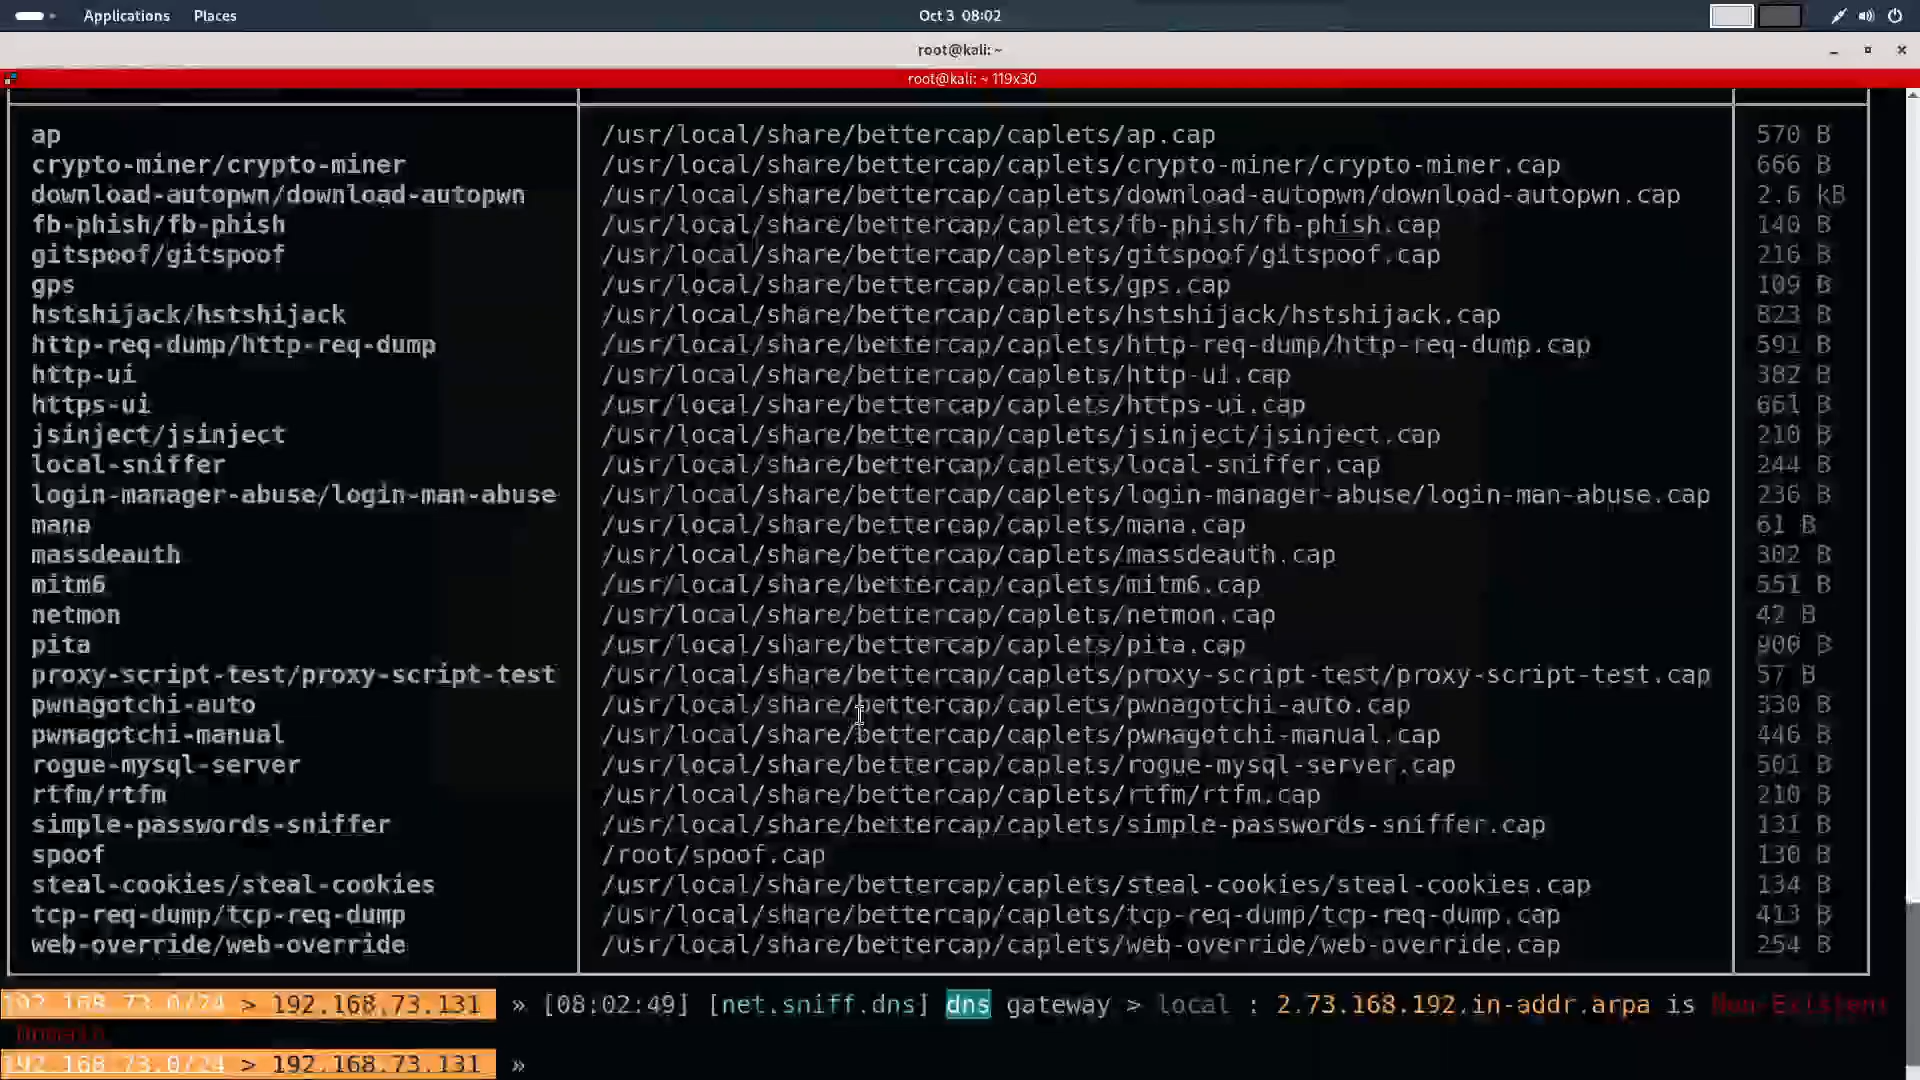 Applications Places Oct 3 08:02
root@kali: ~
root@kali: ~ 119x30
ap /usr/local/share/bettercap/caplets/ap.cap 570 B
crypto-miner/crypto-miner /usr/local/share/bettercap/caplets/crypto-miner/crypto-miner.cap 666 B
download-autopwn/download-autopwn /usr/local/share/bettercap/caplets/download-autopwn/download-autopwn.cap 2.6 kB
fb-phish/fb-phish /usr/local/share/bettercap/caplets/fb-phish/fb-phish.cap 140 B
gitspoof/gitspoof /usr/local/share/bettercap/caplets/gitspoof/gitspoof.cap 216 B
gps /usr/local/share/bettercap/caplets/gps.cap 109 B
hstshijack/hstshijack /usr/local/share/bettercap/caplets/hstshijack/hstshijack.cap 823 B
http-req-dump/http-req-dump /usr/local/share/bettercap/caplets/http-req-dump/http-req-dump.cap 591 B
http-ui /usr/local/share/bettercap/caplets/http-ui.cap 382 B
https-ui /usr/local/share/bettercap/caplets/https-ui.cap 661 B
jsinject/jsinject /usr/local/share/bettercap/caplets/jsinject/jsinject.cap 210 B
local-sniffer /usr/local/share/bettercap/caplets/local-sniffer.cap 244 B
login-manager-abuse/login-man-abuse /usr/local/share/bettercap/caplets/login-manager-abuse/login-man-abuse.cap 236 B
mana /usr/local/share/bettercap/caplets/mana.cap 61 B
massdeauth /usr/local/share/bettercap/caplets/massdeauth.cap 302 B
mitm6 /usr/local/share/bettercap/caplets/mitm6.cap 551 B
netmon /usr/local/share/bettercap/caplets/netmon.cap 42 B
pita /usr/local/share/bettercap/caplets/pita.cap 900 B
proxy-script-test/proxy-script-test /usr/local/share/bettercap/caplets/proxy-script-test/proxy-script-test.cap 57 B
pwnagotchi-auto /usr/local/share/bettercap/caplets/pwnagotchi-auto.cap 330 B
pwnagotchi-manual /usr/local/share/bettercap/caplets/pwnagotchi-manual.cap 446 B
rogue-mysql-server /usr/local/share/bettercap/caplets/rogue-mysql-server.cap 501 B
rtfm/rtfm /usr/local/share/bettercap/caplets/rtfm/rtfm.cap 210 B
simple-passwords-sniffer /usr/local/share/bettercap/caplets/simple-passwords-sniffer.cap 131 B
spoof /root/spoof.cap 130 B
steal-cookies/steal-cookies /usr/local/share/bettercap/caplets/steal-cookies/steal-cookies.cap 134 B
tcp-req-dump/tcp-req-dump /usr/local/share/bettercap/caplets/tcp-req-dump/tcp-req-dump.cap 413 B
web-override/web-override /usr/local/share/bettercap/caplets/web-override/web-override.cap 254 B
192.168.73.0/24 > 192.168.73.131 » [08:02:49] [net.sniff.dns] dns gateway > local : 2.73.168.192.in-addr.arpa is Non-Existent
Domain
192.168.73.0/24 > 192.168.73.131 »